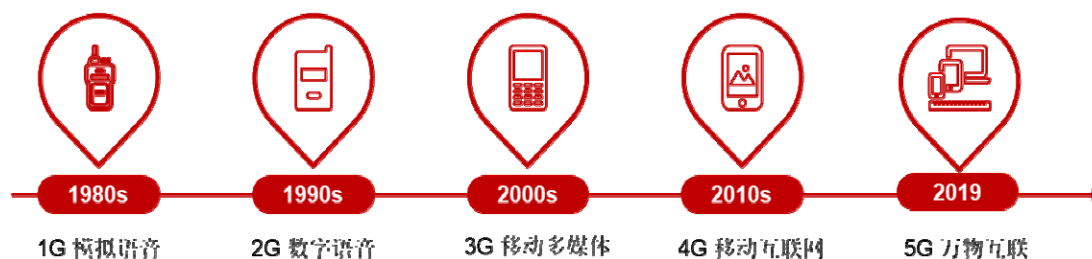 1980s
1990s
2000s
2010s
2019
1G 模拟语音
2G 数字语音
3G 移动多媒体
4G 移动互联网
5G 万物互联